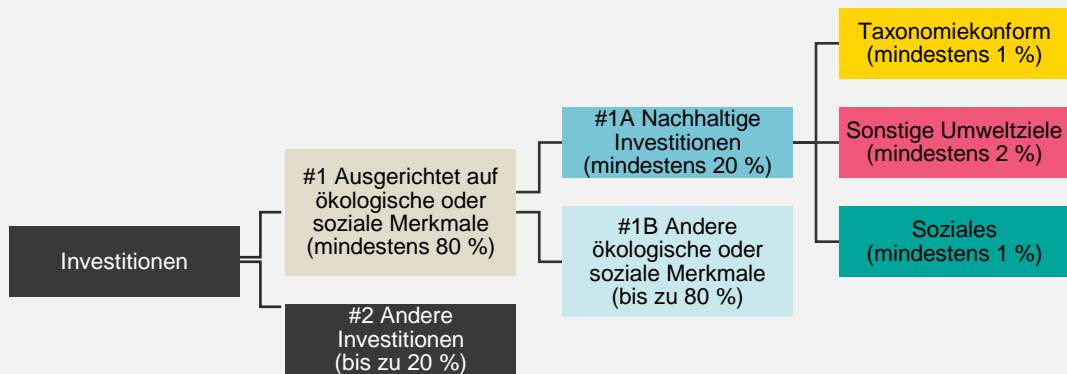 Investitionen
#1 Ausgerichtet auf
ökologische oder
soziale Merkmale
(mindestens 80 %)
#2 Andere
Investitionen
(bis zu 20 %)
#1A Nachhaltige
Investitionen
(mindestens 20 %)
#1B Andere
ökologische oder
soziale Merkmale
(bis zu 80 %)
Taxonomiekonform
(mindestens 1 %)
Sonstige Umweltziele
(mindestens 2 %)
Soziales
(mindestens 1 %)